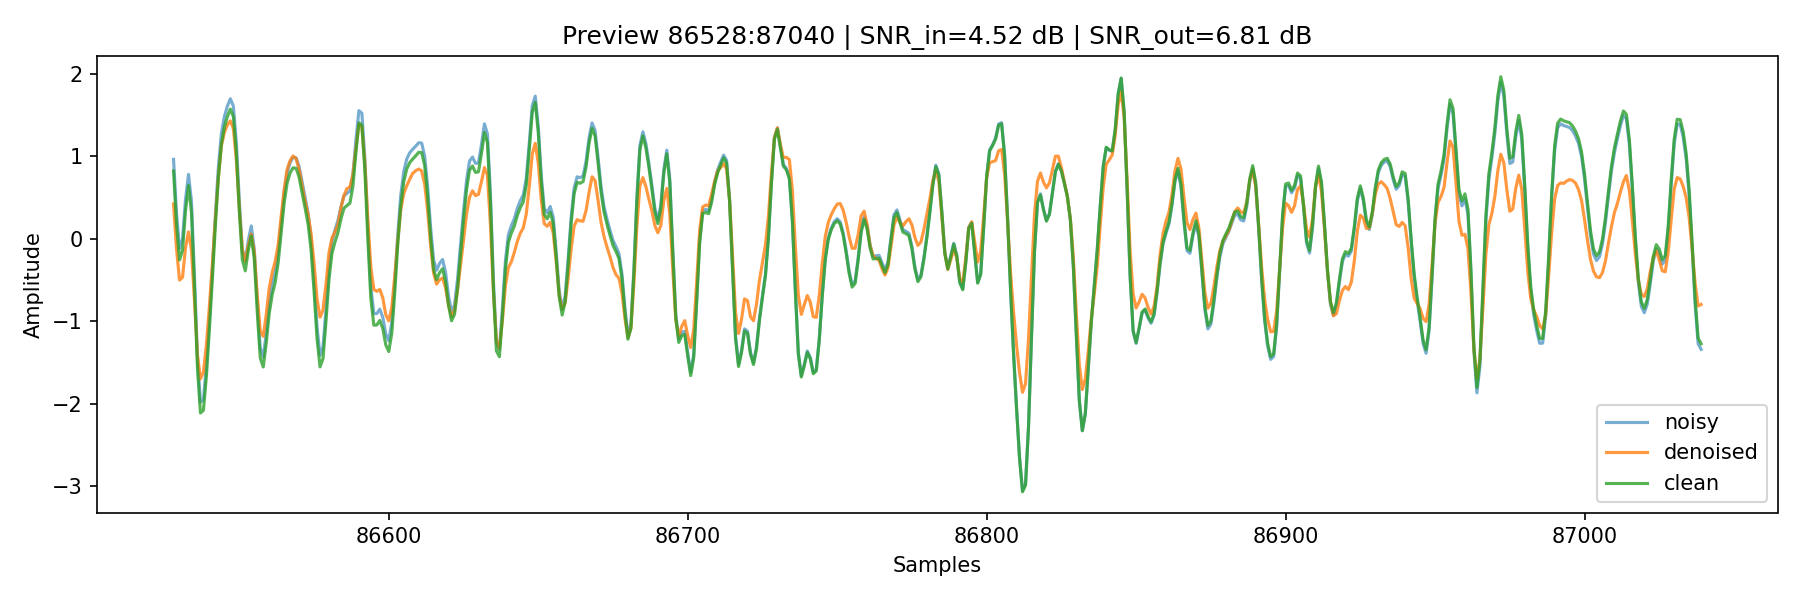 Preview 86528:87040 | SNR_in=4.52 dB | SNR_out=6.81 dB
2
1
0
−1
−2
−3
Amplitude
86600 86700 86800 86900 87000
Samples
noisy
denoised
clean